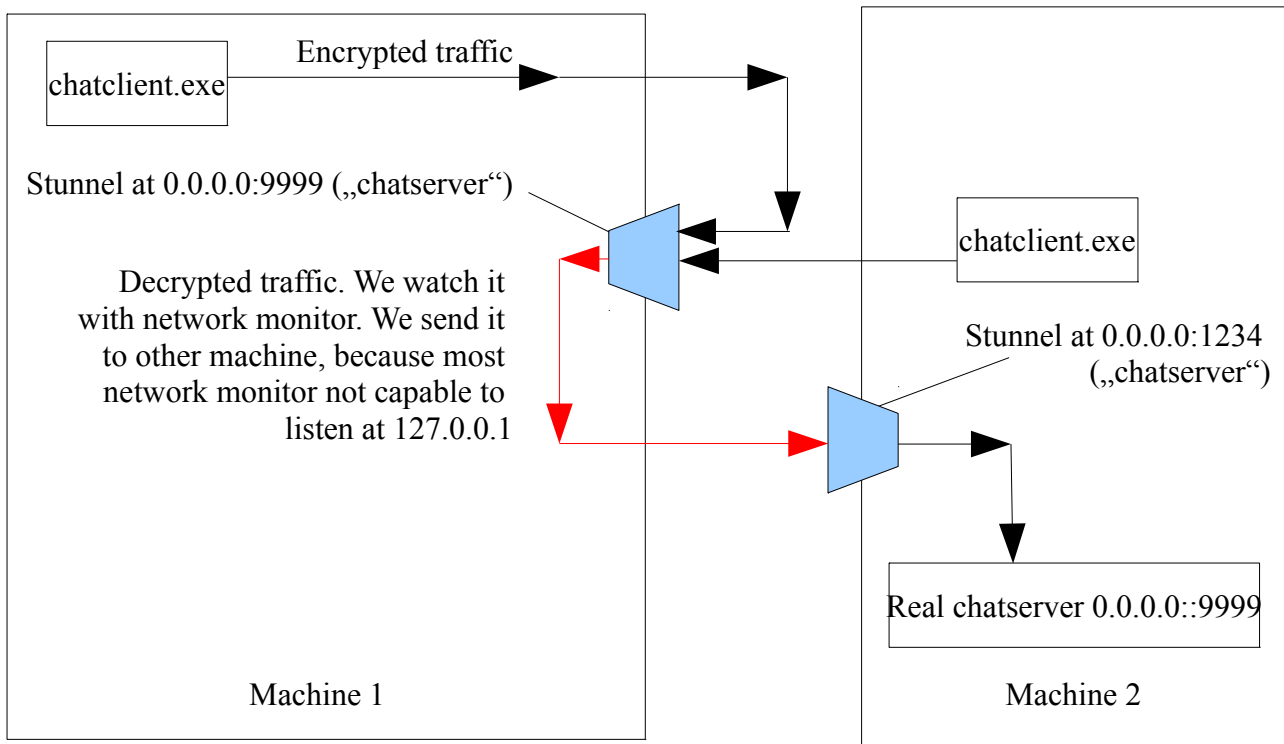 Encrypted traffic
chatclient.exe
Stunnel at 0.0.0.0:9999 („chatserver“)
chatclient.exe
Decrypted traffic. We watch it
with network monitor. We send it
to other machine, because most
network monitor not capable to
listen at 127.0.0.1
Stunnel at 0.0.0.0:1234
(„chatserver“)
Real chatserver 0.0.0.0::9999
Machine 1
Machine 2